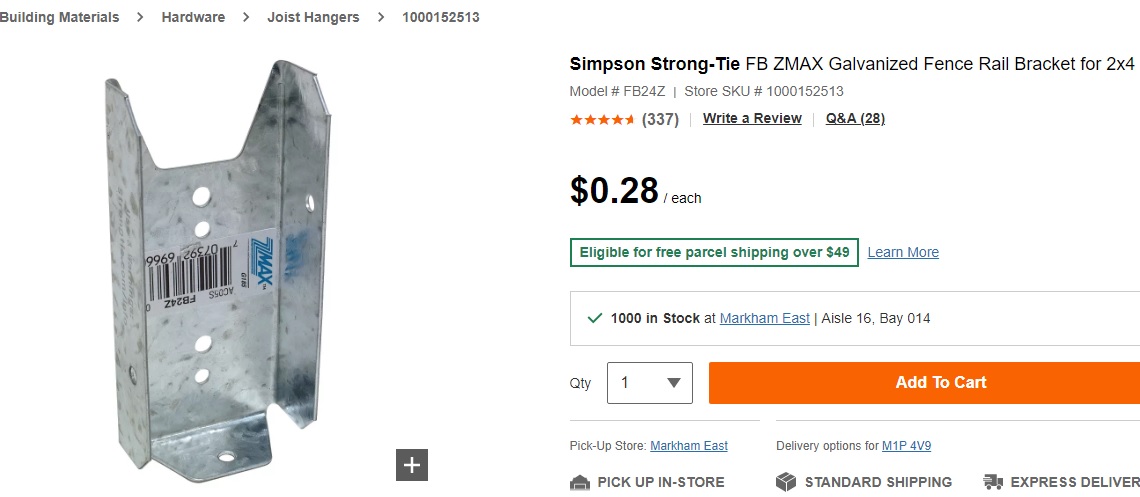 Building Materials > Hardware > Joist Hangers > 1000152513
Simpson Strong-Tie FB ZMAX Galvanized Fence Rail Bracket for 2x4
Model # FB24Z | Store SKU # 1000152513
(337) | Write a Review | Q&A (28)
$0.28 / each
Eligible for free parcel shipping over $49 Learn More
1000 in Stock at Markham East | Aisle 16, Bay 014
Qty 1 Add To Cart
Pick-Up Store: Markham East
Delivery options for M1P 4V9
PICK UP IN-STORE
STANDARD SHIPPING
EXPRESS DELIVER
ZMAX
G185
AC05S
FB24Z
7 07392 6966
0